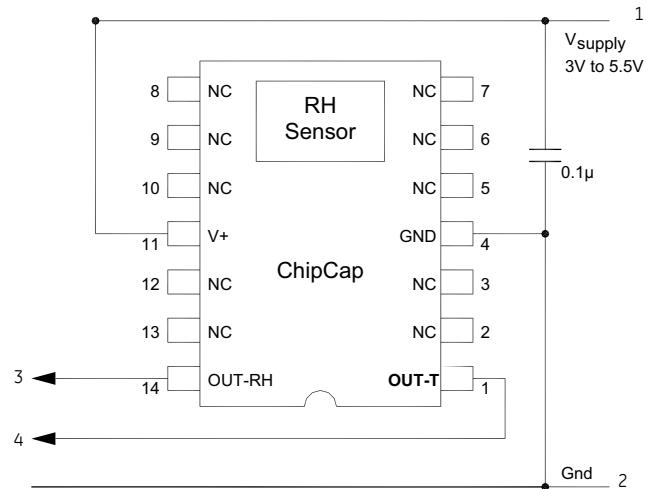 1
Vsupply
3V to 5.5V
8 NC
RH
Sensor
NC 7
9 NC
NC 6
0.1µ
10 NC
NC 5
11 V+
GND 4
ChipCap
12 NC
NC 3
13 NC
NC 2
3
14 OUT-RH
OUT-T 1
4
Gnd 2